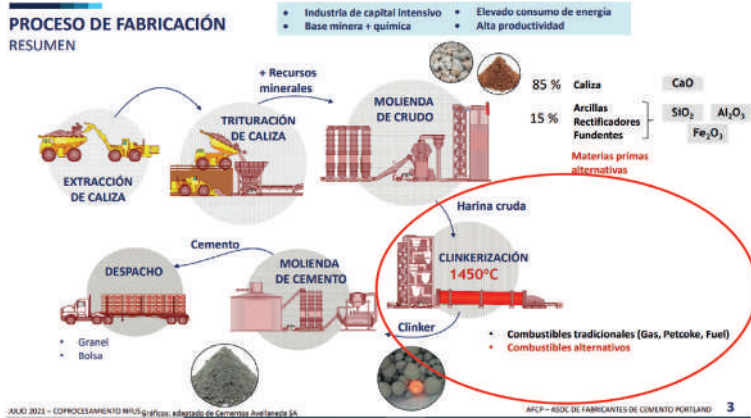 PROCESO DE FABRICACIÓN
RESUMEN
• Industria de capital intensivo
• Base minera + química
• Elevado consumo de energía
• Alta productividad
+ Recursos
minerales
EXTRACCIÓN
DE CALIZA
TRITURACIÓN
DE CALIZA
MOLIENDA
DE CRUDO
85 % Caliza CaO
15 % Arcillas
Rectificadores
Fundentes
SiO₂ Al₂O₃
Fe₂O₃
Materias primas
alternativas
Harina cruda
CLINKERIZACIÓN
1450°C
• Combustibles tradicionales (Gas, Petcoke, Fuel)
• Combustibles alternativos
Clinker
MOLIENDA
DE CEMENTO
Cemento
DESPACHO
• Granel
• Bolsa
JULIO 2021 – COPROCESAMIENTO NFUS
Gráficos: adaptado de Cementos Avellaneda SA
AFCP – ASOC DE FABRICANTES DE CEMENTO PORTLAND 3